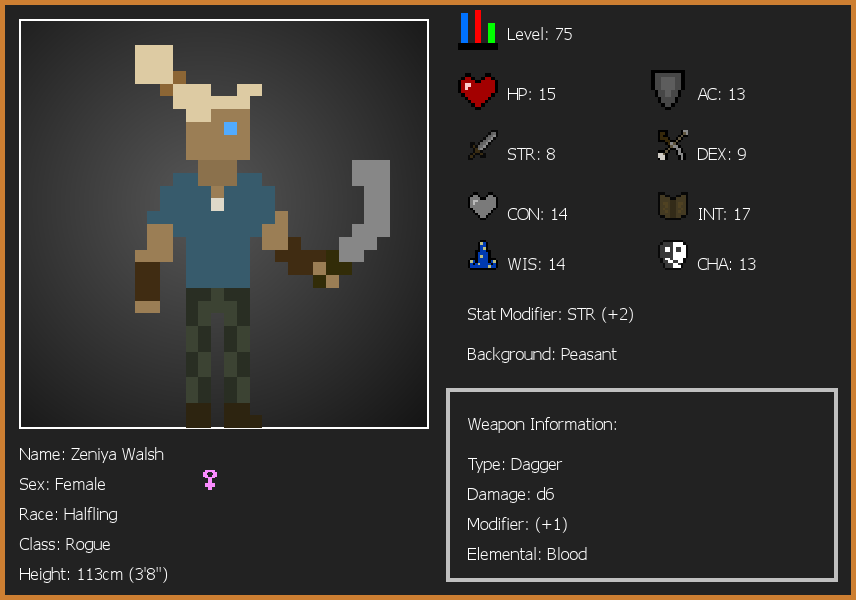 Level: 75
HP: 15
AC: 13
STR: 8
DEX: 9
CON: 14
INT: 17
WIS: 14
CHA: 13
Stat Modifier: STR (+2)
Background: Peasant
Weapon Information:
Type: Dagger
Damage: d6
Modifier: (+1)
Elemental: Blood
Name: Zeniya Walsh
Sex: Female
Race: Halfling
Class: Rogue
Height: 113cm (3'8")